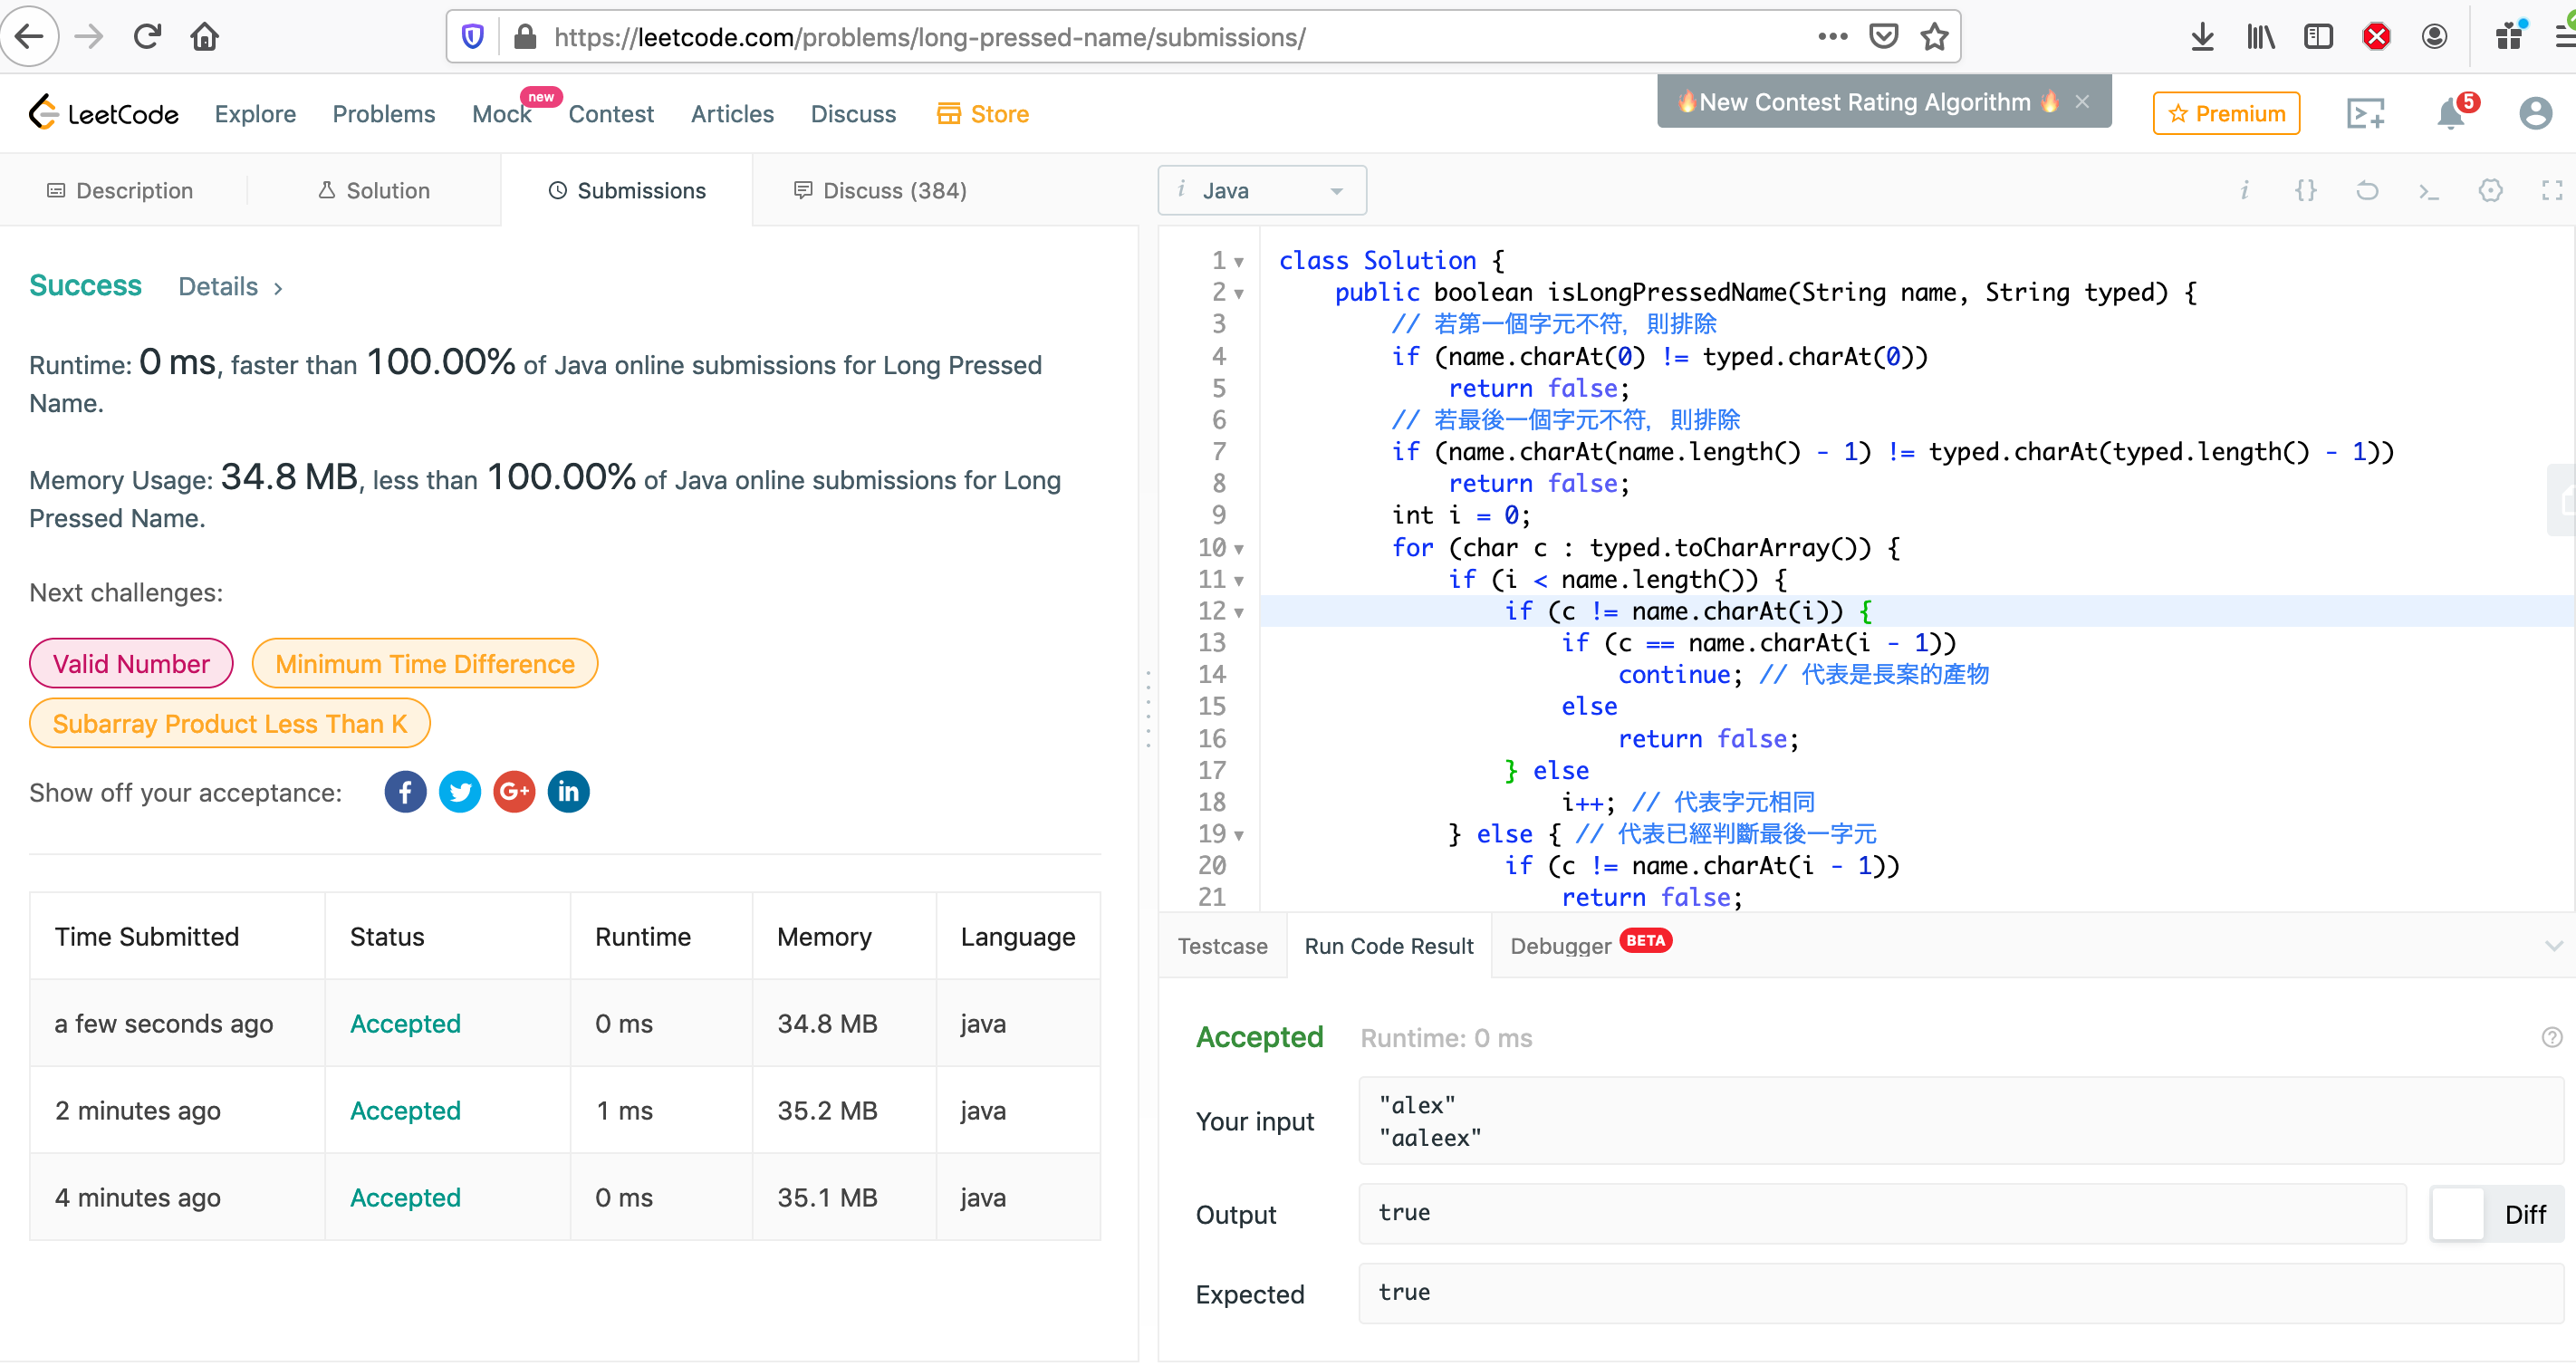 https://leetcode.com/problems/long-pressed-name/submissions/
LeetCode Explore Problems Mock new Contest Articles Discuss Store 🔥New Contest Rating Algorithm 🔥 × Premium 5
Description Solution Submissions Discuss (384)
Success Details >
Runtime: 0 ms, faster than 100.00% of Java online submissions for Long Pressed
Name.
Memory Usage: 34.8 MB, less than 100.00% of Java online submissions for Long
Pressed Name.
Next challenges:
Valid Number Minimum Time Difference
Subarray Product Less Than K
Show off your acceptance: f G+ in
Time Submitted Status Runtime Memory Language
a few seconds ago Accepted 0 ms 34.8 MB java
2 minutes ago Accepted 1 ms 35.2 MB java
4 minutes ago Accepted 0 ms 35.1 MB java
i Java i {} >_
1 class Solution {
2 public boolean isLongPressedName(String name, String typed) {
3 // 若第一個字元不符，則排除
4 if (name.charAt(0) != typed.charAt(0))
5 return false;
6 // 若最後一個字元不符，則排除
7 if (name.charAt(name.length() - 1) != typed.charAt(typed.length() - 1))
8 return false;
9 int i = 0;
10 for (char c : typed.toCharArray()) {
11 if (i < name.length()) {
12 if (c != name.charAt(i)) {
13 if (c == name.charAt(i - 1))
14 continue; // 代表是長案的產物
15 else
16 return false;
17 } else
18 i++; // 代表字元相同
19 } else { // 代表已經判斷最後一字元
20 if (c != name.charAt(i - 1))
21 return false;
Testcase Run Code Result Debugger BETA
Accepted Runtime: 0 ms
Your input
"alex"
"aaleex"
Output true Diff
Expected true